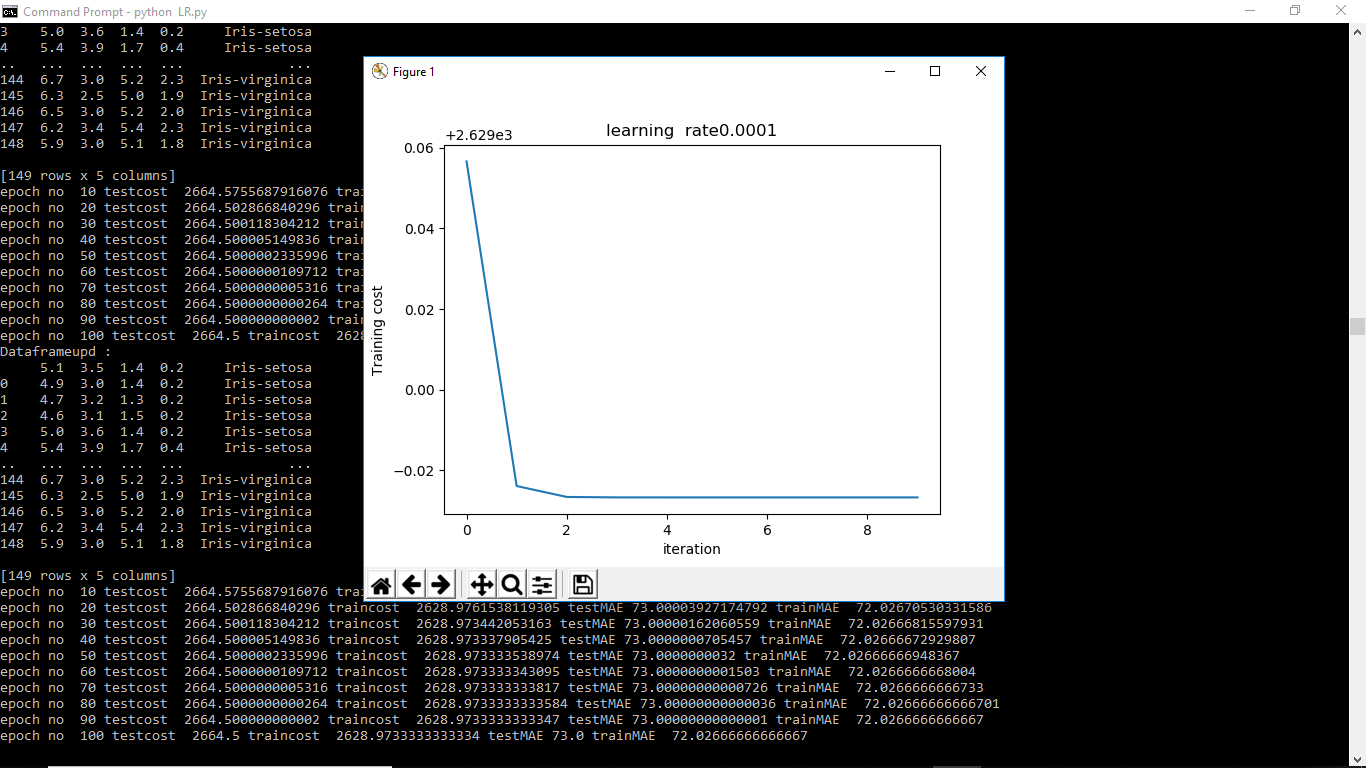 Command Prompt - python LR.py
3 5.0 3.6 1.4 0.2 Iris-setosa
4 5.4 3.9 1.7 0.4 Iris-setosa
.. ... ... ... ... ...
144 6.7 3.0 5.2 2.3 Iris-virginica
145 6.3 2.5 5.0 1.9 Iris-virginica
146 6.5 3.0 5.2 2.0 Iris-virginica
147 6.2 3.4 5.4 2.3 Iris-virginica
148 5.9 3.0 5.1 1.8 Iris-virginica
[149 rows x 5 columns]
epoch no 10 testcost 2664.5755687916076 trai
epoch no 20 testcost 2664.502866840296 train
epoch no 30 testcost 2664.500118304212 train
epoch no 40 testcost 2664.500005149836 train
epoch no 50 testcost 2664.5000002335996 trai
epoch no 60 testcost 2664.5000000109712 trai
epoch no 70 testcost 2664.5000000005316 trai
epoch no 80 testcost 2664.5000000000264 trai
epoch no 90 testcost 2664.500000000002 train
epoch no 100 testcost 2664.5 traincost 2628
Dataframeupd :
5.1 3.5 1.4 0.2 Iris-setosa
0 4.9 3.0 1.4 0.2 Iris-setosa
1 4.7 3.2 1.3 0.2 Iris-setosa
2 4.6 3.1 1.5 0.2 Iris-setosa
3 5.0 3.6 1.4 0.2 Iris-setosa
4 5.4 3.9 1.7 0.4 Iris-setosa
.. ... ... ... ... ...
144 6.7 3.0 5.2 2.3 Iris-virginica
145 6.3 2.5 5.0 1.9 Iris-virginica
146 6.5 3.0 5.2 2.0 Iris-virginica
147 6.2 3.4 5.4 2.3 Iris-virginica
148 5.9 3.0 5.1 1.8 Iris-virginica
[149 rows x 5 columns]
epoch no 10 testcost 2664.5755687916076 trai
epoch no 20 testcost 2664.502866840296 traincost 2628.9761538119305 testMAE 73.00003927174792 trainMAE 72.02670530331586
epoch no 30 testcost 2664.500118304212 traincost 2628.973442053163 testMAE 73.00000162060559 trainMAE 72.02666815597931
epoch no 40 testcost 2664.500005149836 traincost 2628.973337905425 testMAE 73.0000000705457 trainMAE 72.02666672929807
epoch no 50 testcost 2664.5000002335996 traincost 2628.973333538974 testMAE 73.0000000032 trainMAE 72.02666666948367
epoch no 60 testcost 2664.5000000109712 traincost 2628.973333343095 testMAE 73.0000000001503 trainMAE 72.0266666668004
epoch no 70 testcost 2664.5000000005316 traincost 2628.973333333817 testMAE 73.00000000000726 trainMAE 72.0266666666733
epoch no 80 testcost 2664.5000000000264 traincost 2628.9733333333584 testMAE 73.00000000000036 trainMAE 72.02666666666701
epoch no 90 testcost 2664.500000000002 traincost 2628.9733333333347 testMAE 73.00000000000001 trainMAE 72.0266666666667
epoch no 100 testcost 2664.5 traincost 2628.9733333333334 testMAE 73.0 trainMAE 72.02666666666667
Figure 1
+2.629e3
learning rate0.0001
0.06
0.04
0.02
0.00
−0.02
Training cost
0 2 4 6 8
iteration